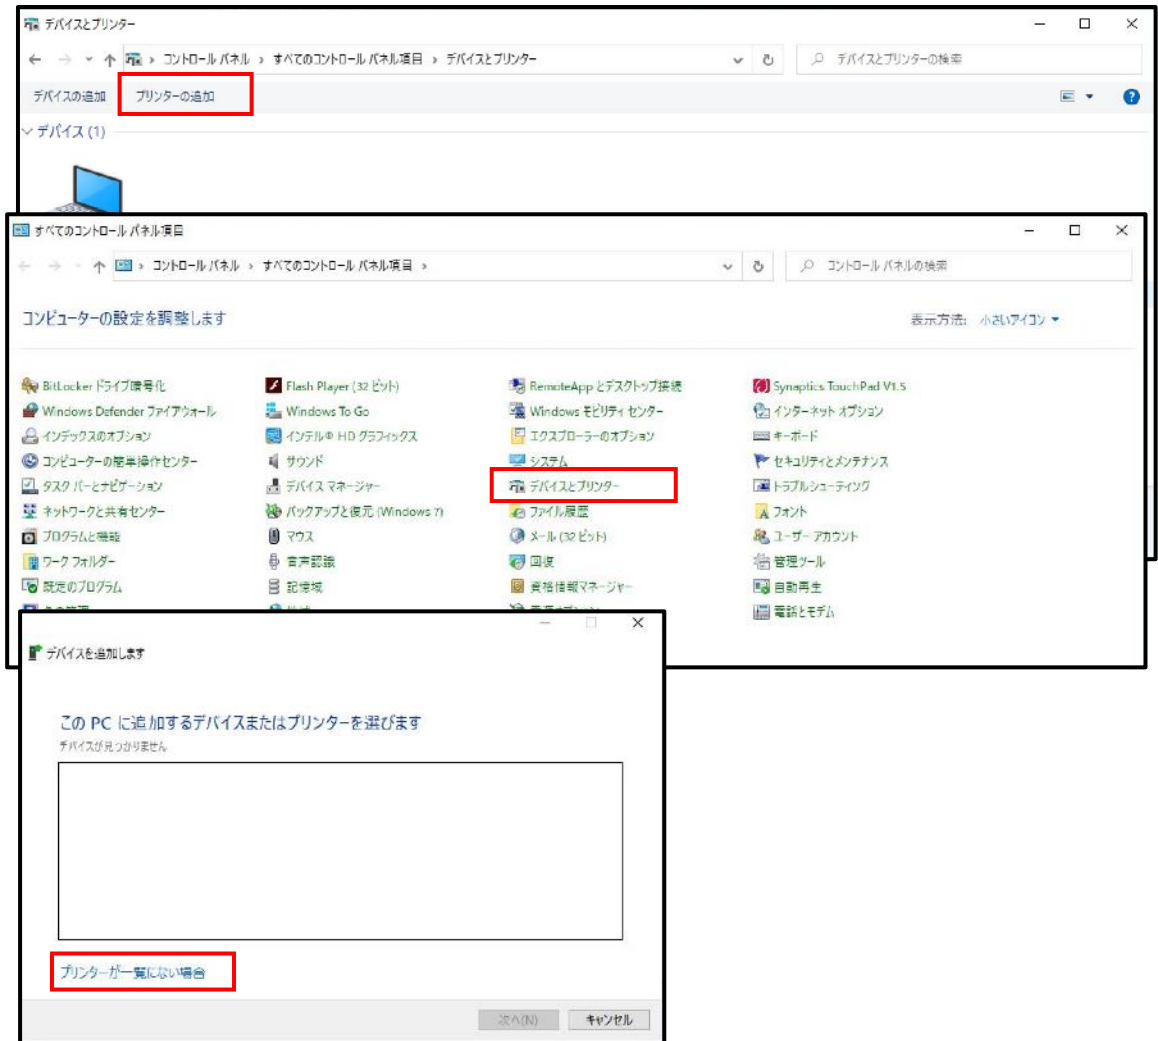 デバイスとプリンター
コントロール パネル › すべてのコントロール パネル項目 › デバイスとプリンター
デバイスとプリンターの検索
デバイスの追加 プリンターの追加
デバイス (1)
すべてのコントロール パネル項目
コントロール パネル › すべてのコントロール パネル項目 ›
コントロール パネルの検索
コンピューターの設定を調整します
表示方法: 小さいアイコン
BitLocker ドライブ暗号化 Flash Player (32 ビット) RemoteApp とデスクトップ接続 Synaptics TouchPad V1.5
Windows Defender ファイアウォール Windows To Go Windows モビリティ センター インターネット オプション
インデックスのオプション インテル® HD グラフィックス エクスプローラーのオプション キーボード
コンピューターの簡単操作センター サウンド システム セキュリティとメンテナンス
タスク バーとナビゲーション デバイス マネージャー デバイスとプリンター トラブルシューティング
ネットワークと共有センター バックアップと復元 (Windows 7) ファイル履歴 フォント
プログラムと機能 マウス メール (32 ビット) ユーザー アカウント
ワーク フォルダー 音声認識 回復 管理ツール
既定のプログラム 記憶域 資格情報マネージャー 自動再生
電話とモデム
デバイスを追加します
この PC に追加するデバイスまたはプリンターを選びます
デバイスが見つかりません
プリンターが一覧にない場合
次へ(N) キャンセル